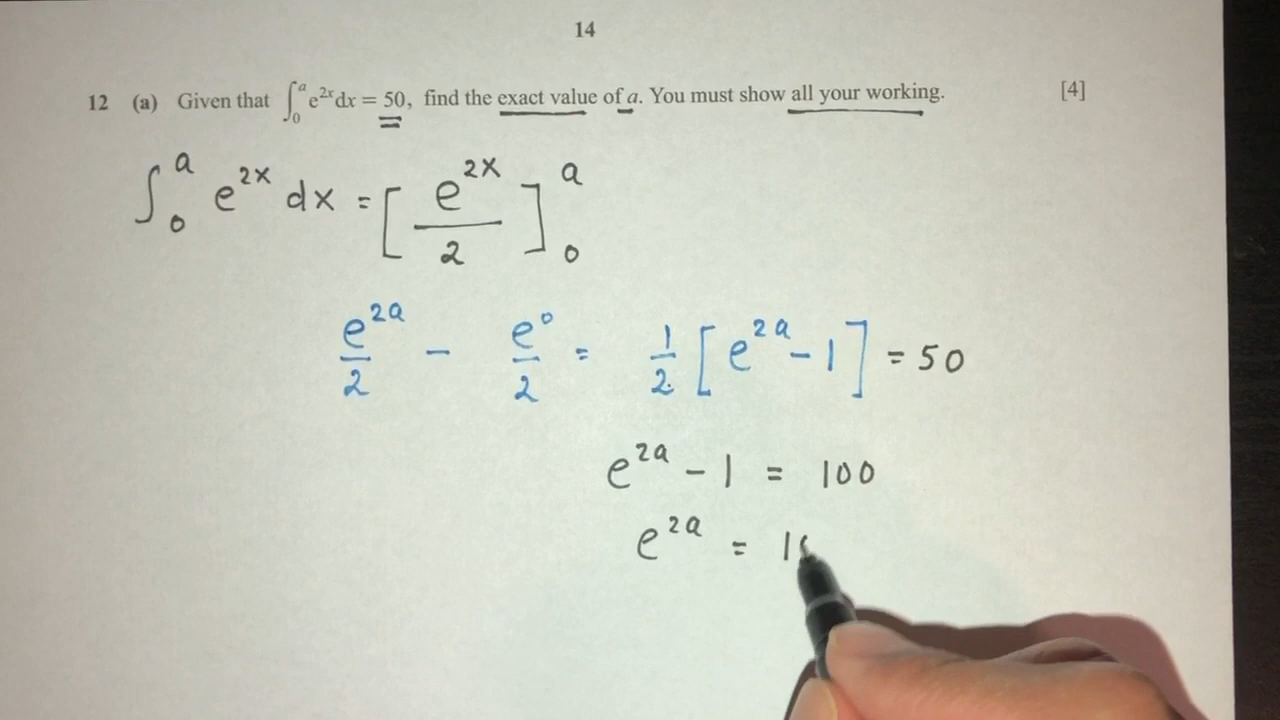 14
12 (a) Given that ∫₀ᵃ e²ˣ dx = 50, find the exact value of a. You must show all your working. [4]
∫₀ᵃ e²ˣ dx = [ e²ˣ / 2 ]₀ᵃ
e²ᵃ/2 - e⁰/2 = 1/2 [ e²ᵃ - 1 ] = 50
e²ᵃ - 1 = 100
e²ᵃ = 1